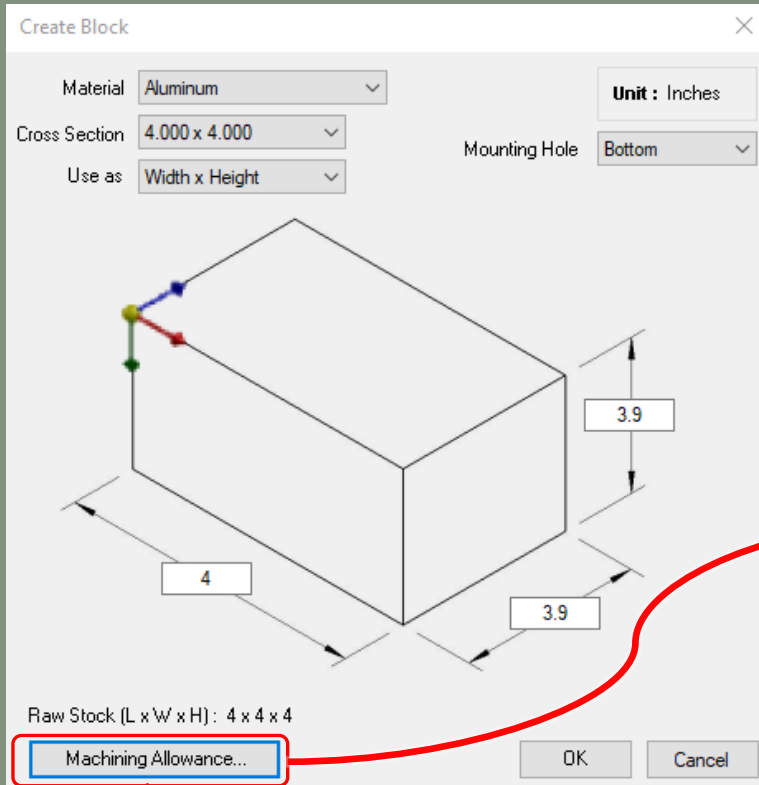 Create Block
Material Aluminum
Unit : Inches
Cross Section 4.000 x 4.000
Mounting Hole Bottom
Use as Width x Height
3.9
4
3.9
Raw Stock (L x W x H) : 4 x 4 x 4
Machining Allowance... OK Cancel